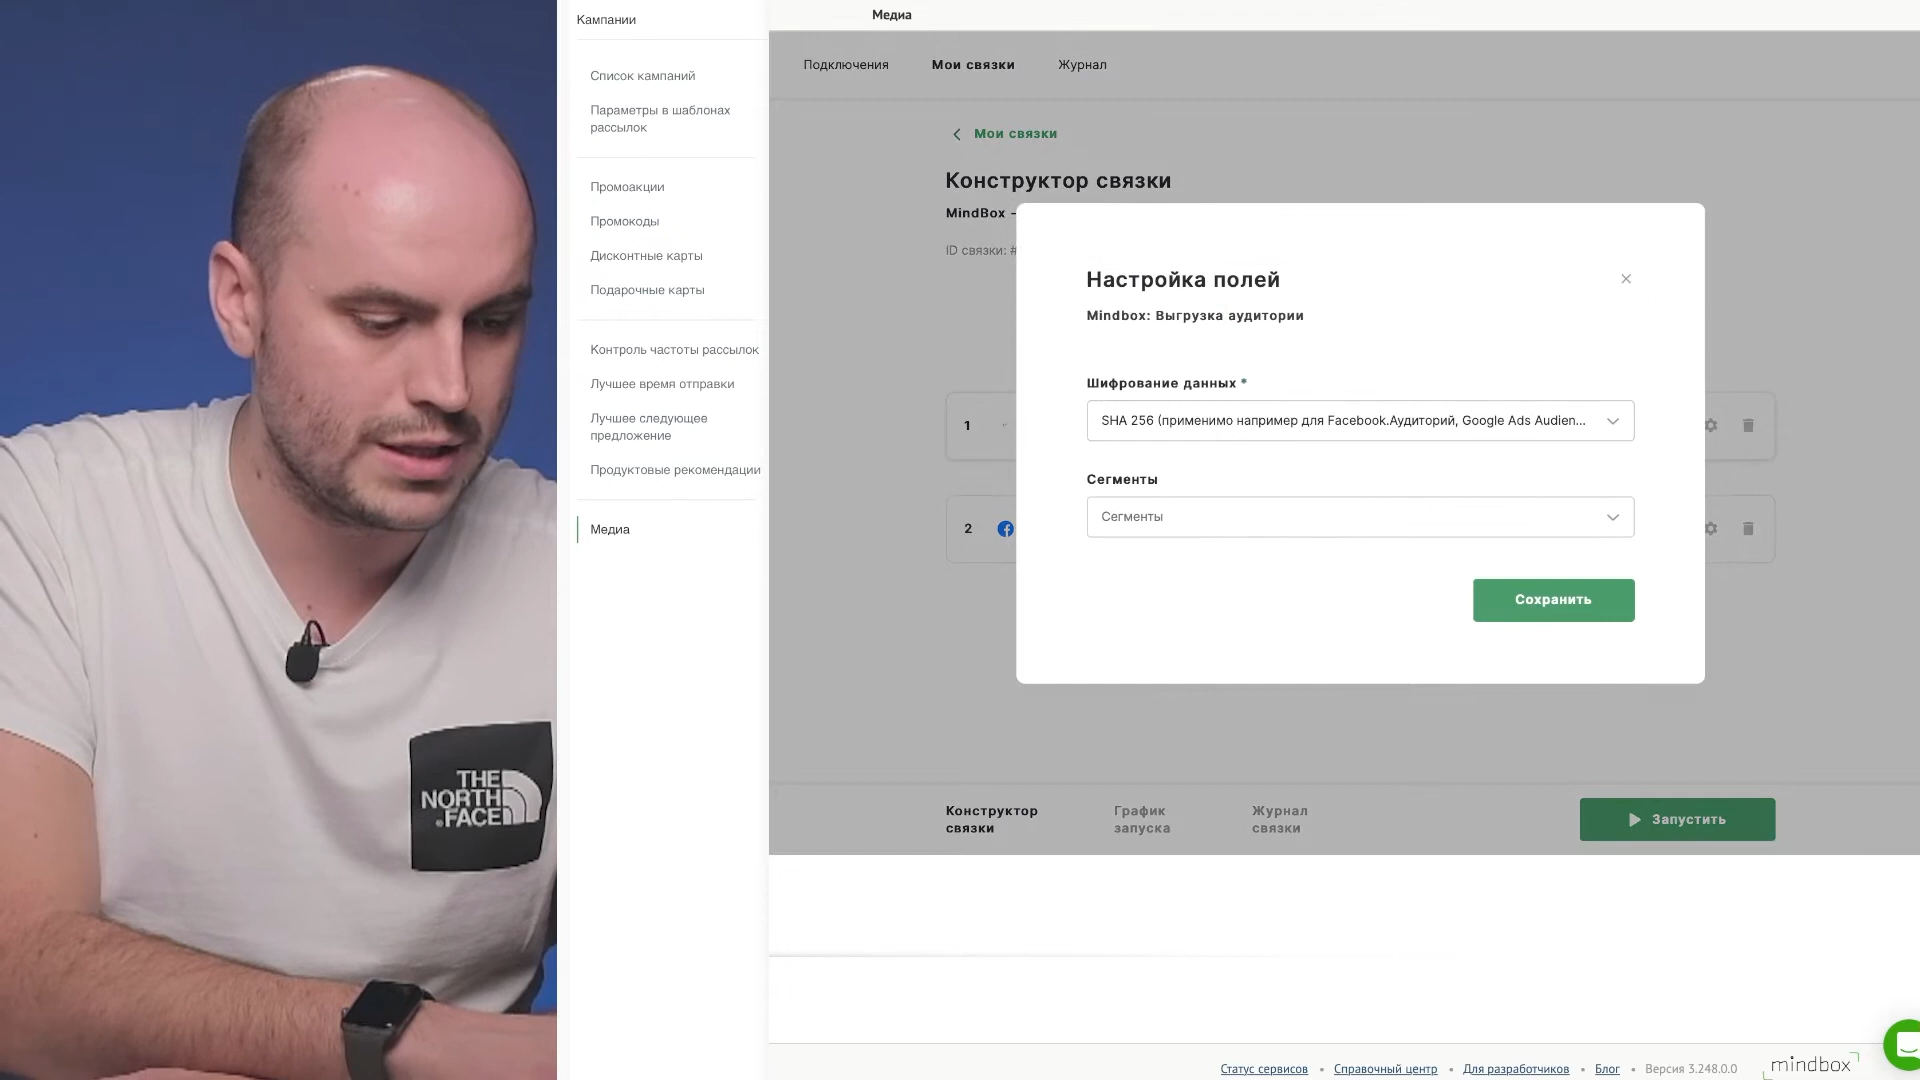 Кампании
Список кампаний
Параметры в шаблонах
рассылок
Промоакции
Промокоды
Дисконтные карты
Подарочные карты
Контроль частоты рассылок
Лучшее время отправки
Лучшее следующее
предложение
Продуктовые рекомендации
Медиа
Медиа
Подключения
Мои связки
Журнал
Мои связки
Конструктор связки
MindBox -
ID связки: #
Настройка полей
Mindbox: Выгрузка аудитории
Шифрование данных *
SHA 256 (применимо например для Facebook.Аудиторий, Google Ads Audien...
Сегменты
Сегменты
Сохранить
1
2
Конструктор
связки
График
запуска
Журнал
связки
Запустить
Статус сервисов • Справочный центр • Для разработчиков • Блог • Версия 3.248.0.0
mindbox
THE
NORTH
FACE